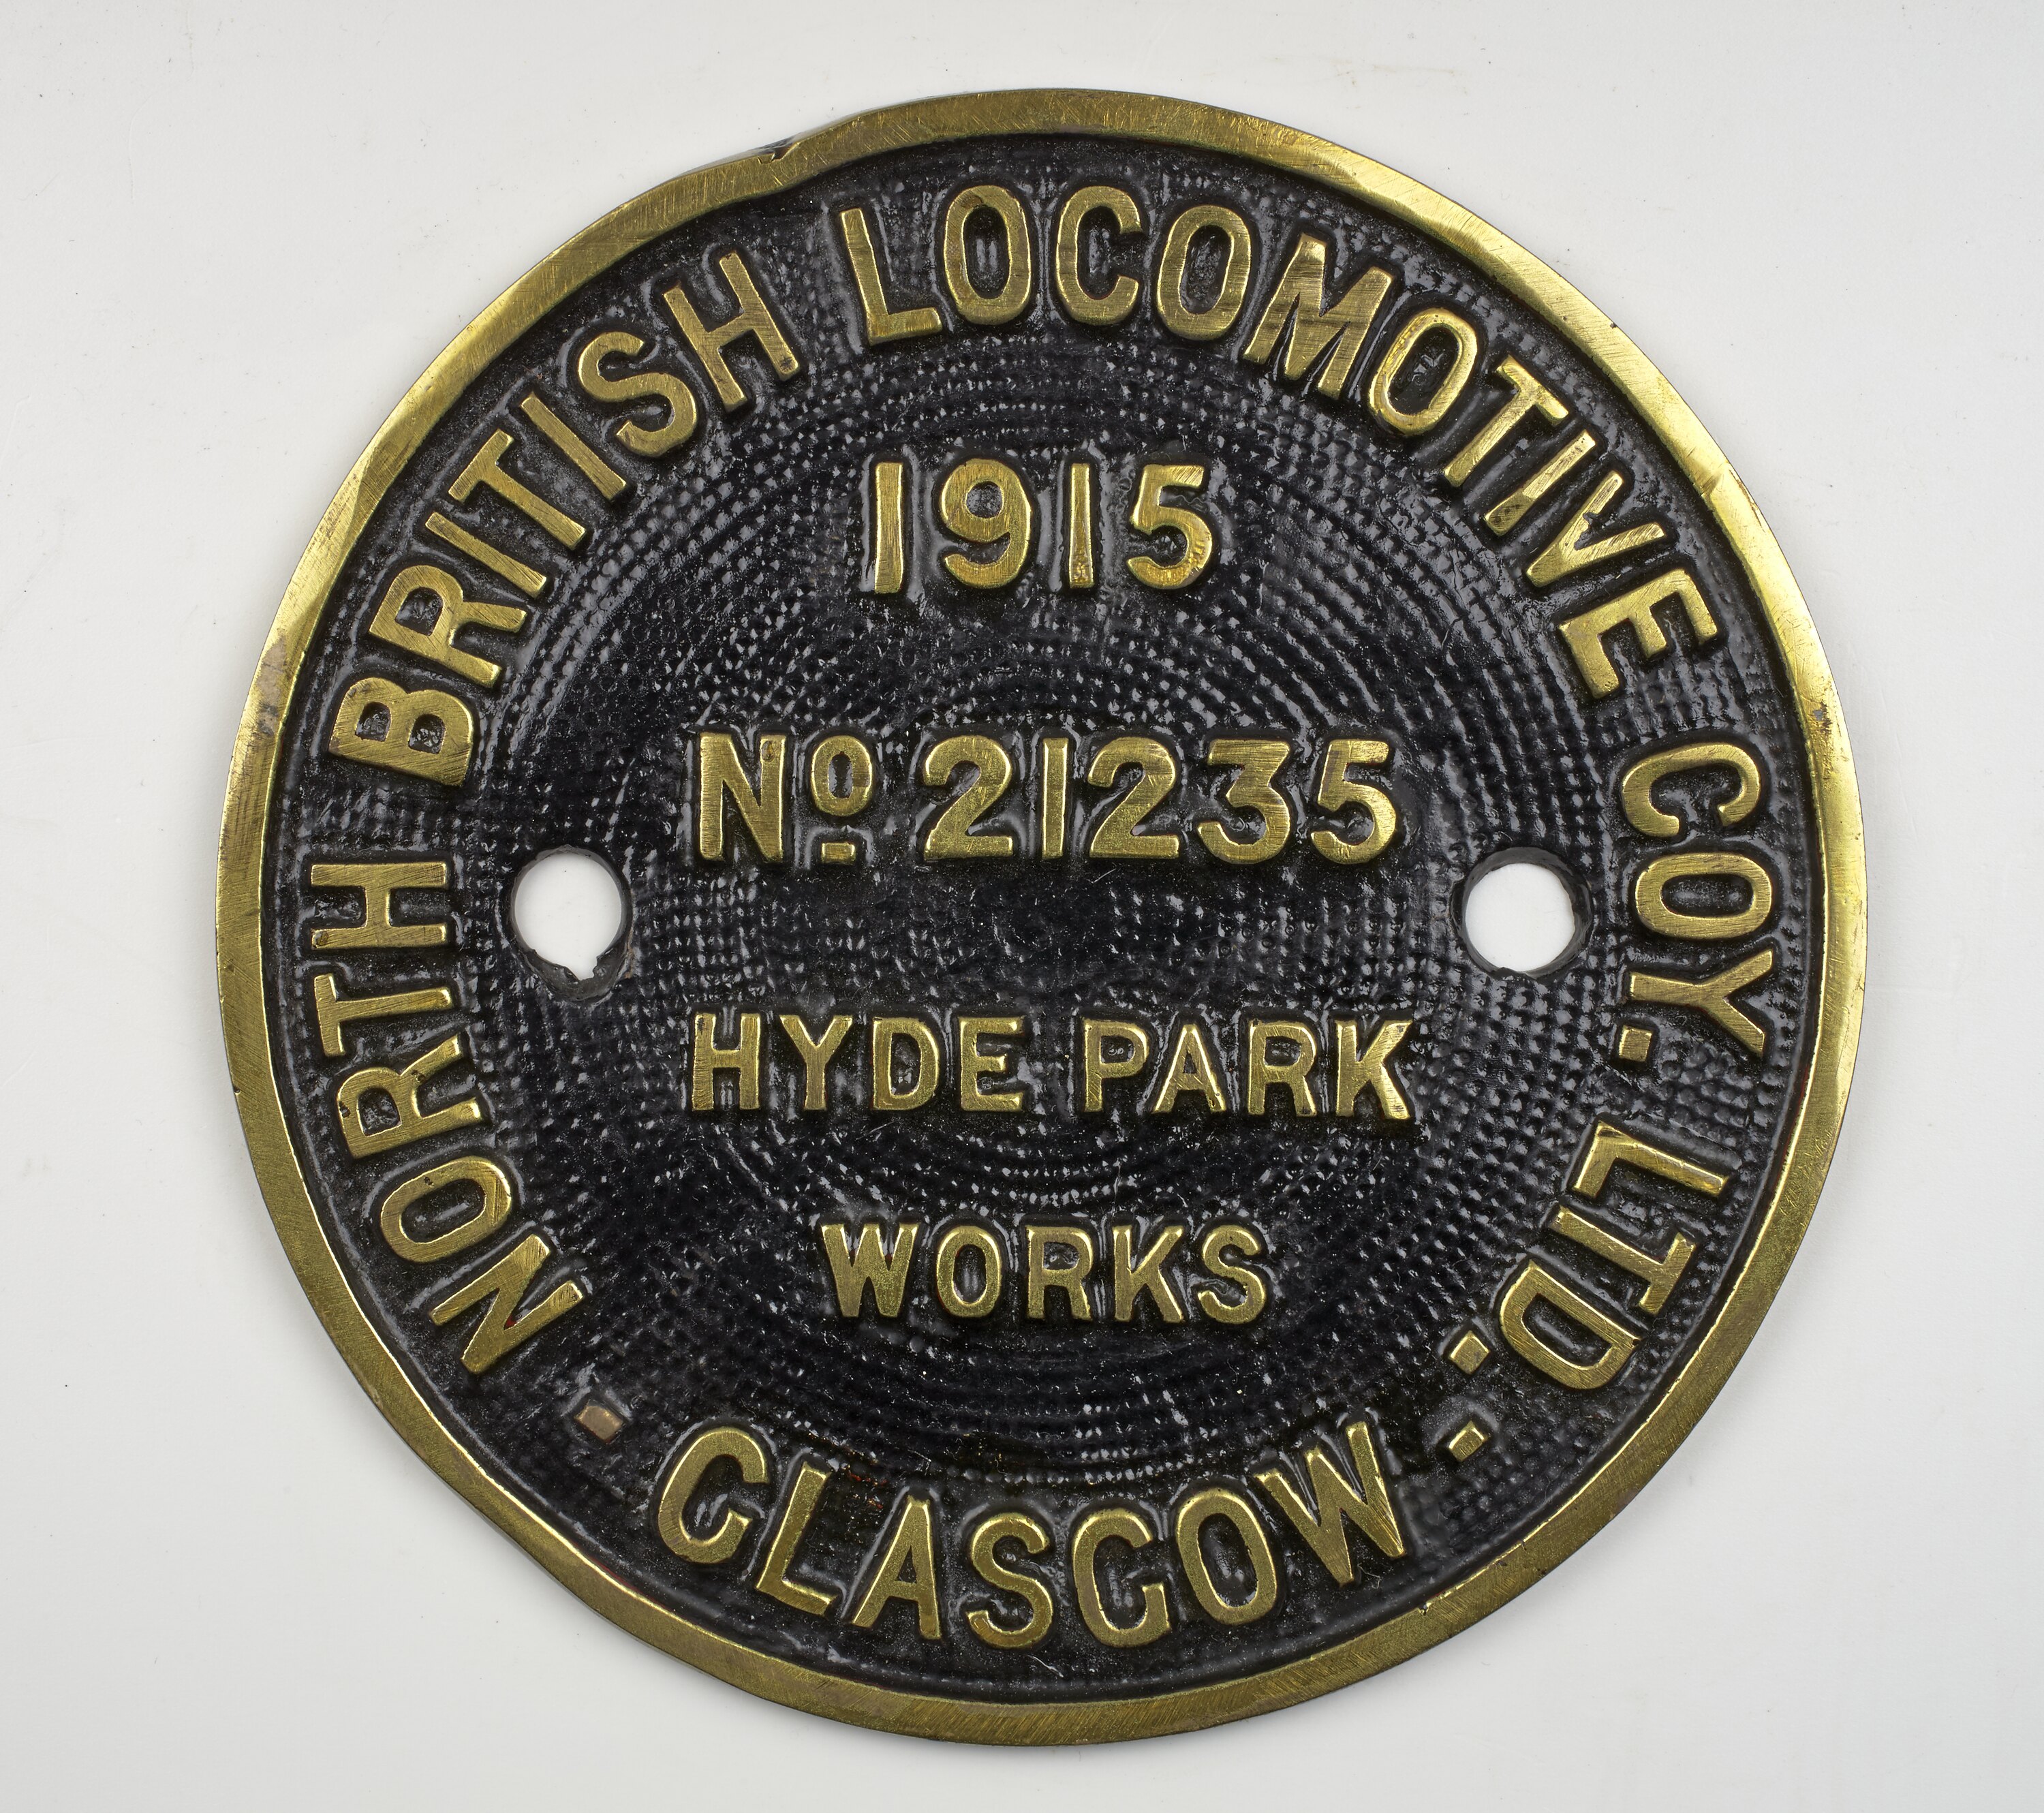 NORTH BRITISH LOCOMOTIVE COY. LTD.
1915
No 21235
HYDE PARK
WORKS
· GLASGOW ·